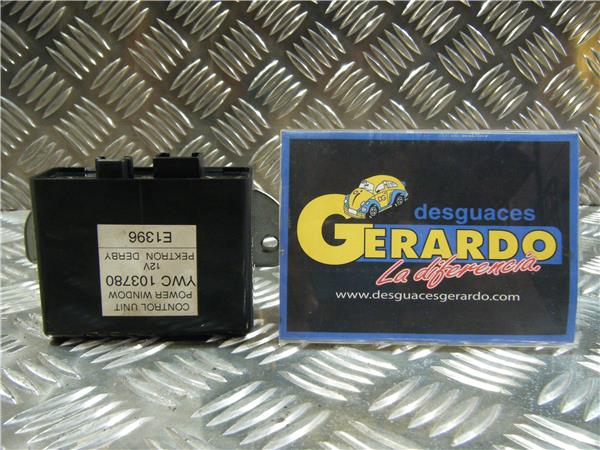 CONTROL UNIT
POWER WINDOW
YWC 103780
12V
PEKTRON DERBY
E1396
desguaces
GERARDO
La diferencia.
www.desguacesgerardo.com